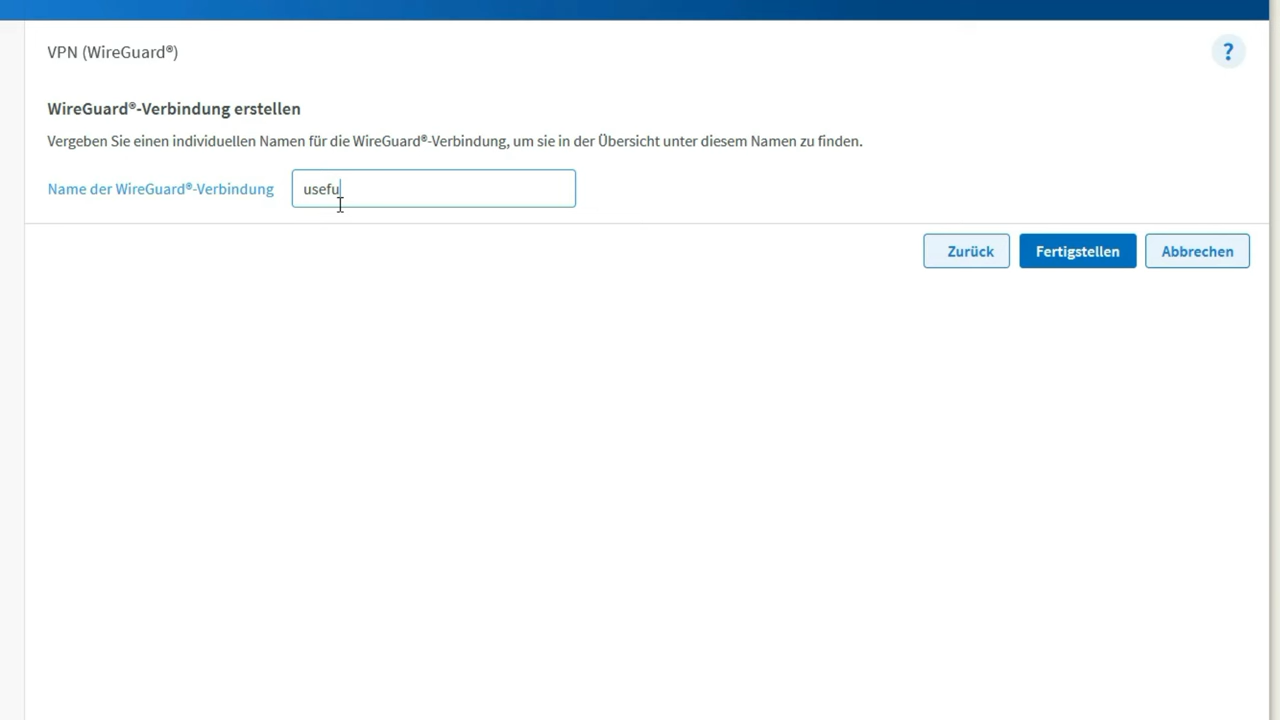 VPN (WireGuard®)
?
WireGuard®-Verbindung erstellen
Vergeben Sie einen individuellen Namen für die WireGuard®-Verbindung, um sie in der Übersicht unter diesem Namen zu finden.
Name der WireGuard®-Verbindung usefu
Zurück Fertigstellen Abbrechen